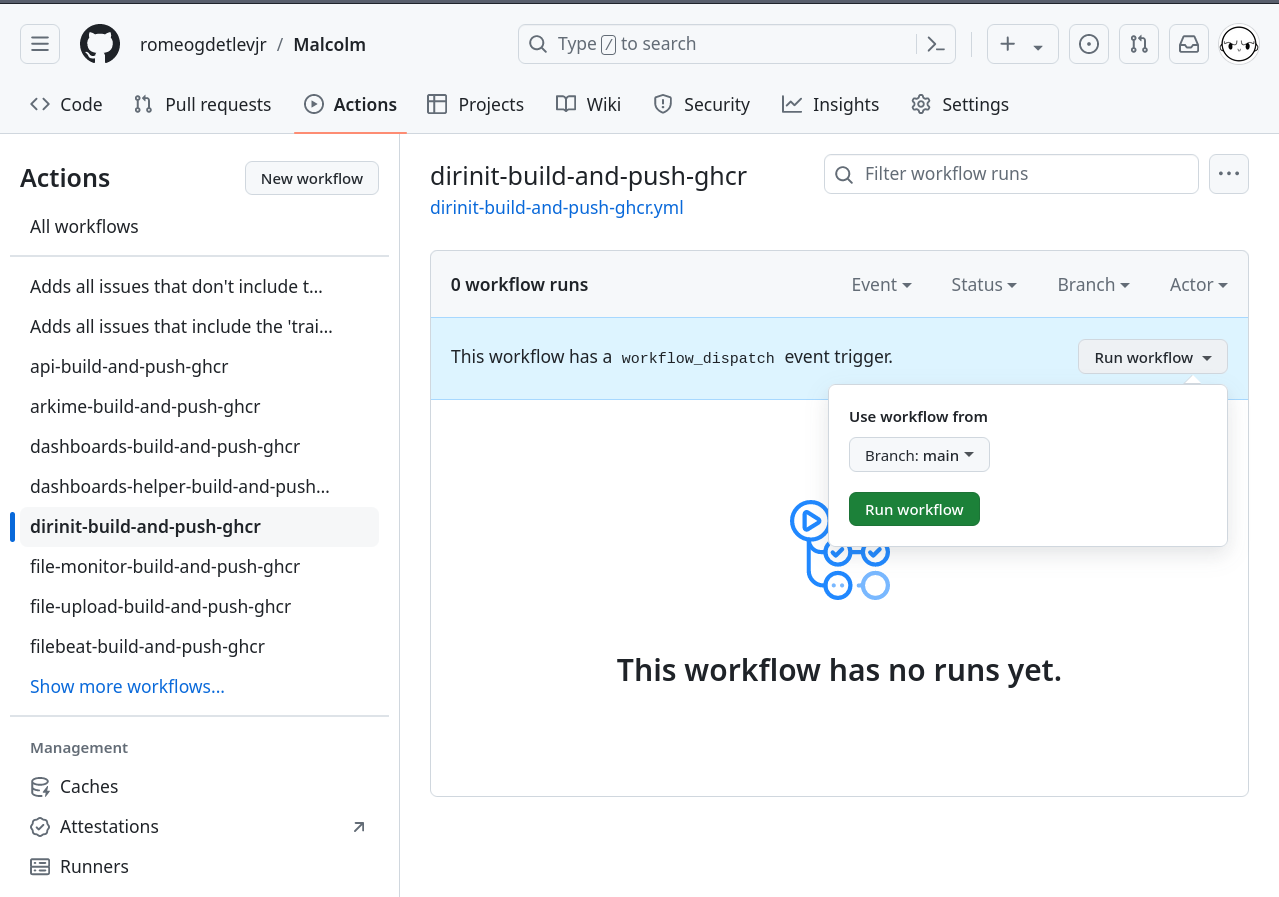 romeogdetlevjr / Malcolm
Type / to search
Code Pull requests Actions Projects Wiki Security Insights Settings
Actions
New workflow
All workflows
Adds all issues that don't include t...
Adds all issues that include the 'trai...
api-build-and-push-ghcr
arkime-build-and-push-ghcr
dashboards-build-and-push-ghcr
dashboards-helper-build-and-push...
dirinit-build-and-push-ghcr
file-monitor-build-and-push-ghcr
file-upload-build-and-push-ghcr
filebeat-build-and-push-ghcr
Show more workflows...
Management
Caches
Attestations
Runners
dirinit-build-and-push-ghcr
dirinit-build-and-push-ghcr.yml
Filter workflow runs
0 workflow runs
Event Status Branch Actor
This workflow has a workflow_dispatch event trigger.
Run workflow
Use workflow from
Branch: main
Run workflow
This workflow has no runs yet.